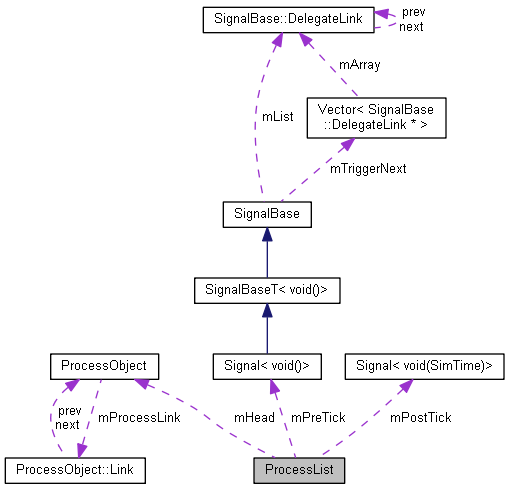 SignalBase::DelegateLink
prev
next
mArray
Vector< SignalBase
::DelegateLink * >
mList
mTriggerNext
SignalBase
SignalBaseT< void()>
ProcessObject
Signal< void()>
Signal< void(SimTime)>
prev
next
mProcessLink
mHead
mPreTick
mPostTick
ProcessObject::Link
ProcessList